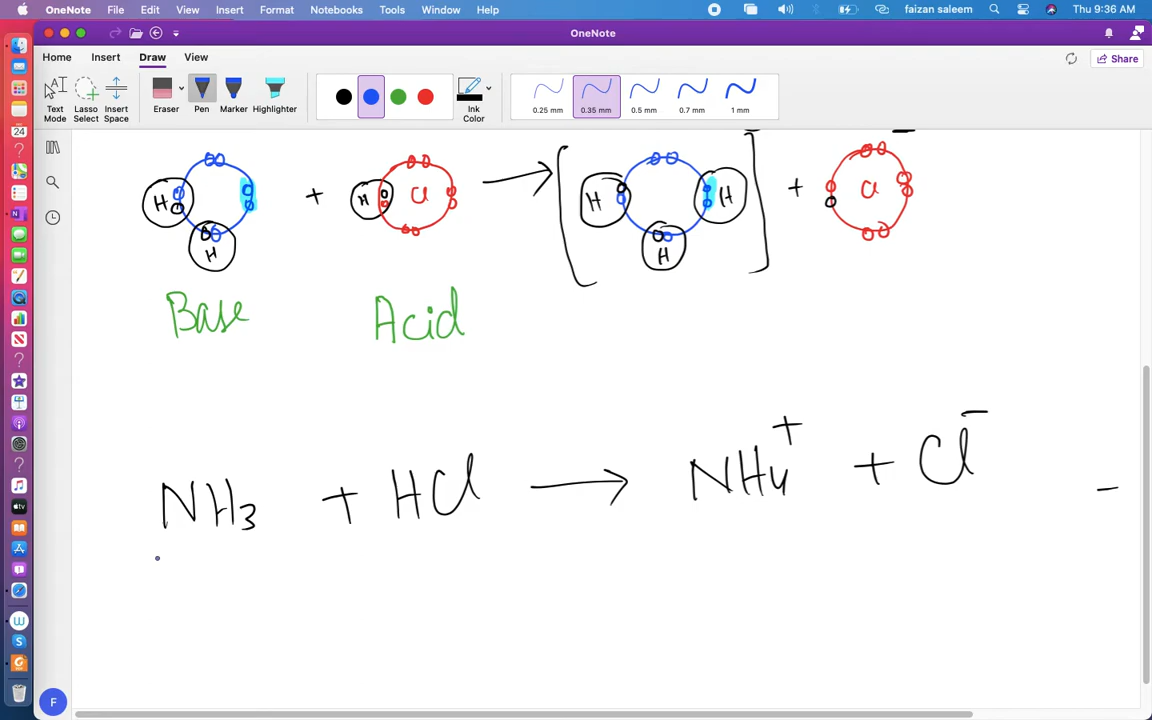 OneNote File Edit View Insert Format Notebooks Tools Window Help faizan saleem Thu 9:36 AM
OneNote
Home Insert Draw View Share
Text Mode Lasso Select Insert Space Eraser Pen Marker Highlighter Ink Color 0.25 mm 0.35 mm 0.5 mm 0.7 mm 1 mm
H + H Cl → [ H H ] + Cl
H H
Base Acid
NH3 + HCl → NH4+ + Cl-
F